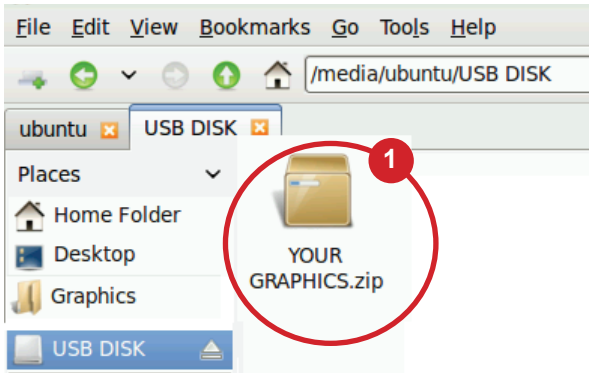 File Edit View Bookmarks Go Tools Help
/media/ubuntu/USB DISK
ubuntu USB DISK
Places
Home Folder
Desktop
Graphics
USB DISK
1
YOUR
GRAPHICS.zip